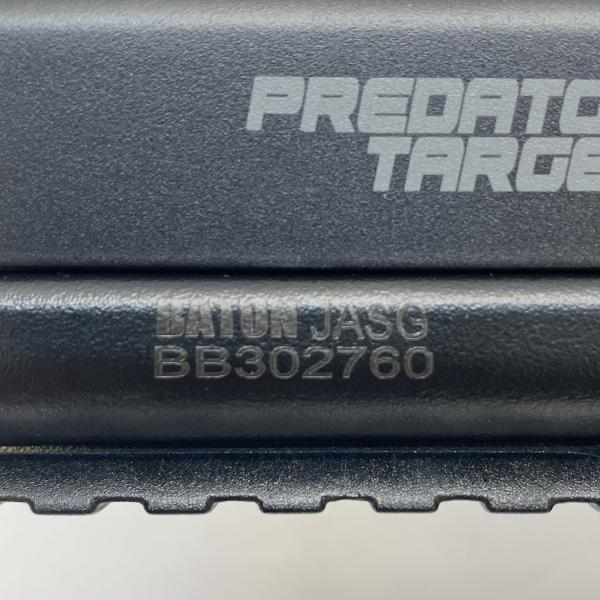 PREDATO
TARGE
BATON JASG
BB302760